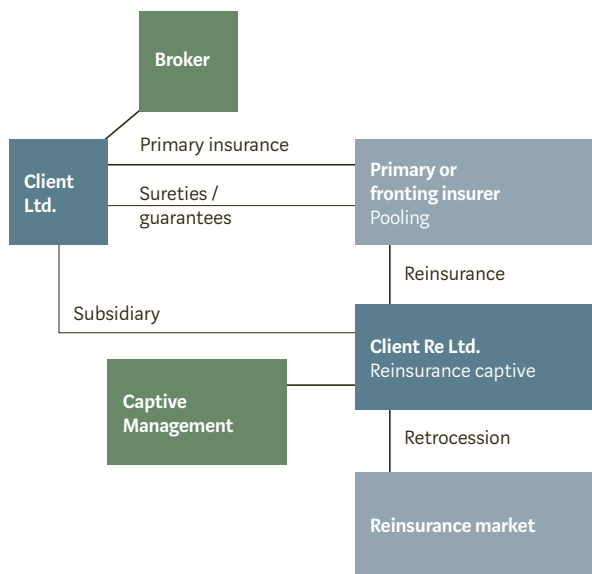 Broker
Primary insurance
Client
Ltd.
Sureties /
guarantees
Primary or
fronting insurer
Pooling
Reinsurance
Subsidiary
Client Re Ltd.
Reinsurance captive
Captive
Management
Retrocession
Reinsurance market